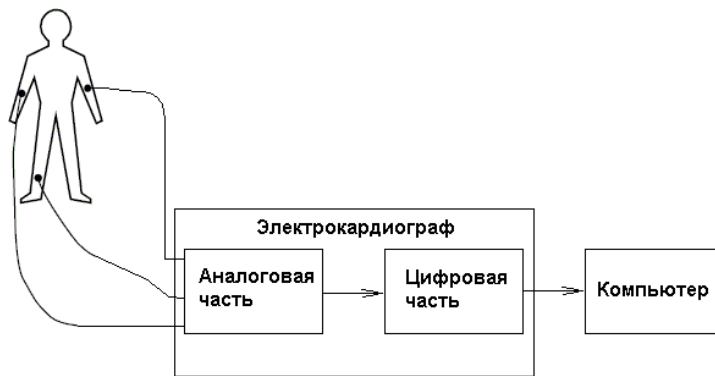 Электрокардиограф
Аналоговая
часть
Цифровая
часть
Компьютер